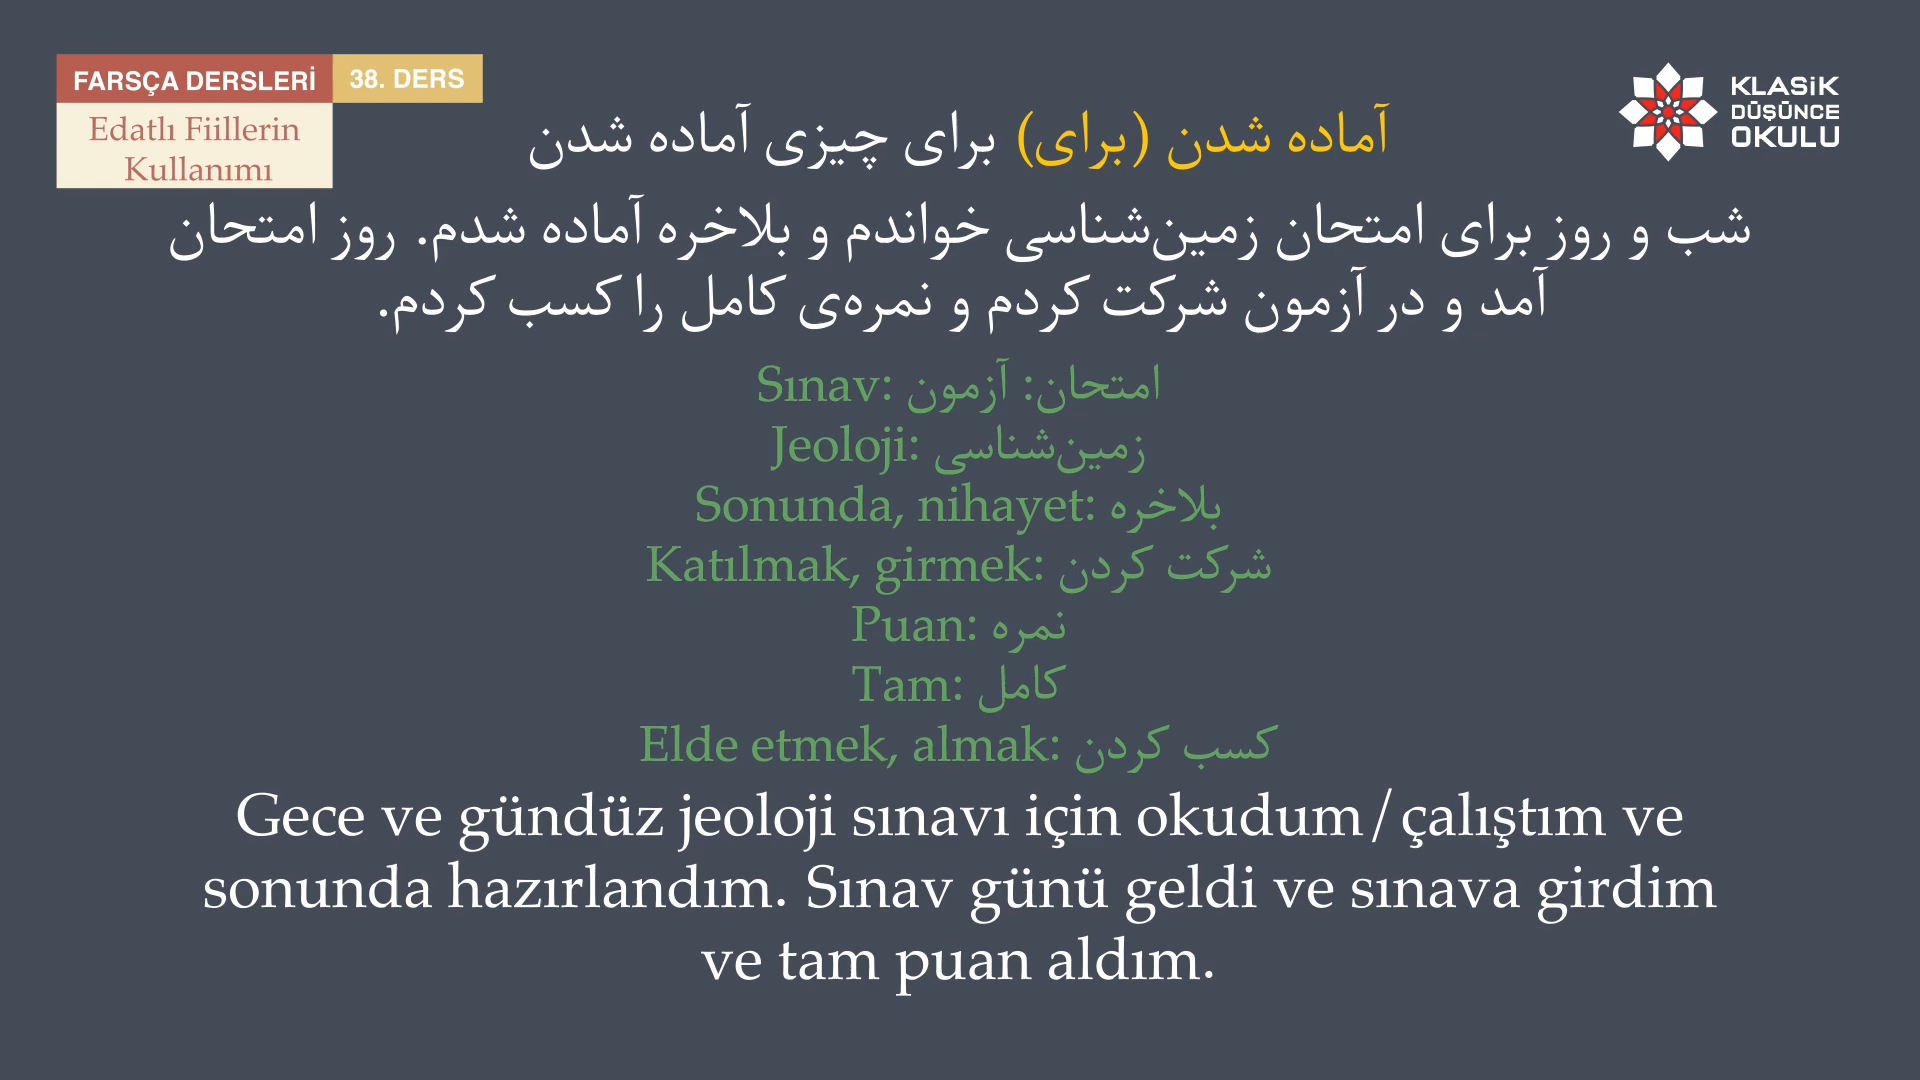 FARSÇA DERSLERİ 38. DERS
Edatlı Fiillerin
Kullanımı
KLASİK
DÜŞÜNCE
OKULU
آماده شدن (برای) برای چیزی آماده شدن
شب و روز برای امتحان زمین‌شناسی خواندم و بلاخره آماده شدم. روز امتحان
آمد و در آزمون شرکت کردم و نمره‌ی کامل را کسب کردم.
Sınav: امتحان: آزمون
Jeoloji: زمین‌شناسی
Sonunda, nihayet: بلاخره
Katılmak, girmek: شرکت کردن
Puan: نمره
Tam: کامل
Elde etmek, almak: کسب کردن
Gece ve gündüz jeoloji sınavı için okudum/çalıştım ve
sonunda hazırlandım. Sınav günü geldi ve sınava girdim
ve tam puan aldım.